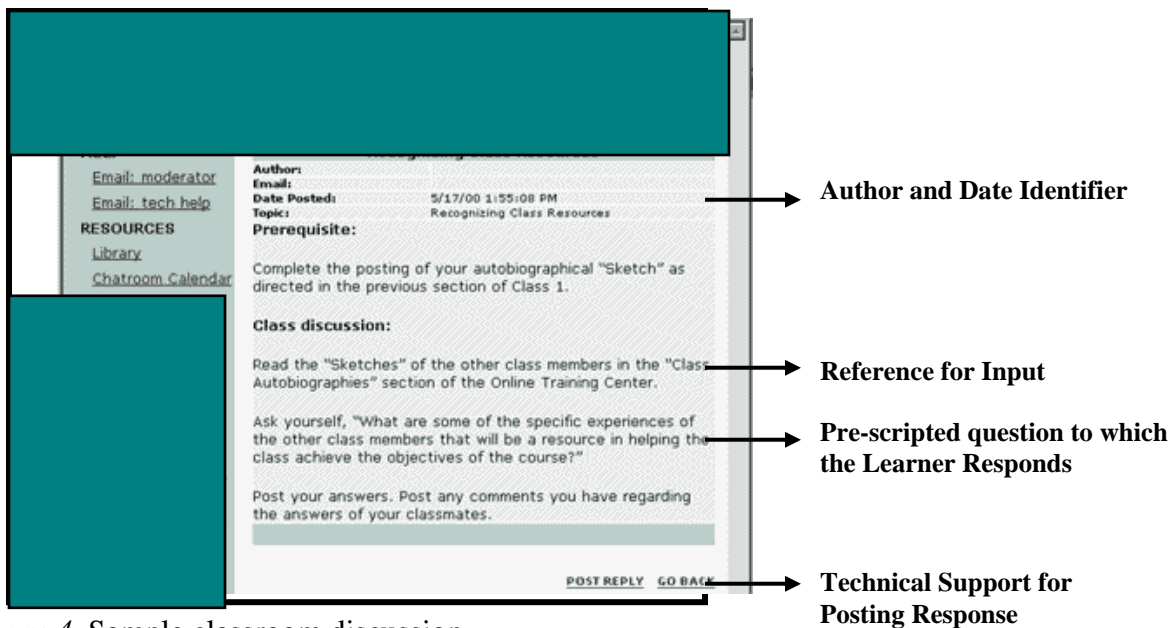 Email: moderator
Email: tech help
RESOURCES
Library
Chatroom Calendar
Author:
Email:
Date Posted: 5/17/00 1:55:08 PM
Topic: Recognizing Class Resources
Prerequisite:
Complete the posting of your autobiographical "Sketch" as
directed in the previous section of Class 1.
Class discussion:
Read the "Sketches" of the other class members in the "Class
Autobiographies" section of the Online Training Center.
Ask yourself, "What are some of the specific experiences of
the other class members that will be a resource in helping the
class achieve the objectives of the course?"
Post your answers. Post any comments you have regarding
the answers of your classmates.
POST REPLY GO BACK
Author and Date Identifier
Reference for Input
Pre-scripted question to which
the Learner Responds
Technical Support for
Posting Response
4. Sample classroom discussion